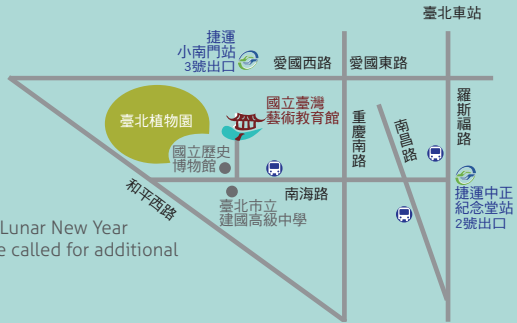 臺北車站
捷運
小南門站
3號出口
愛國西路
愛國東路
國立臺灣
藝術教育館
臺北植物園
重慶南路
南昌路
羅斯福路
國立歷史
博物館
和平西路
南海路
臺北市立
建國高級中學
捷運中正
紀念堂站
2號出口
Lunar New Year
e called for additional